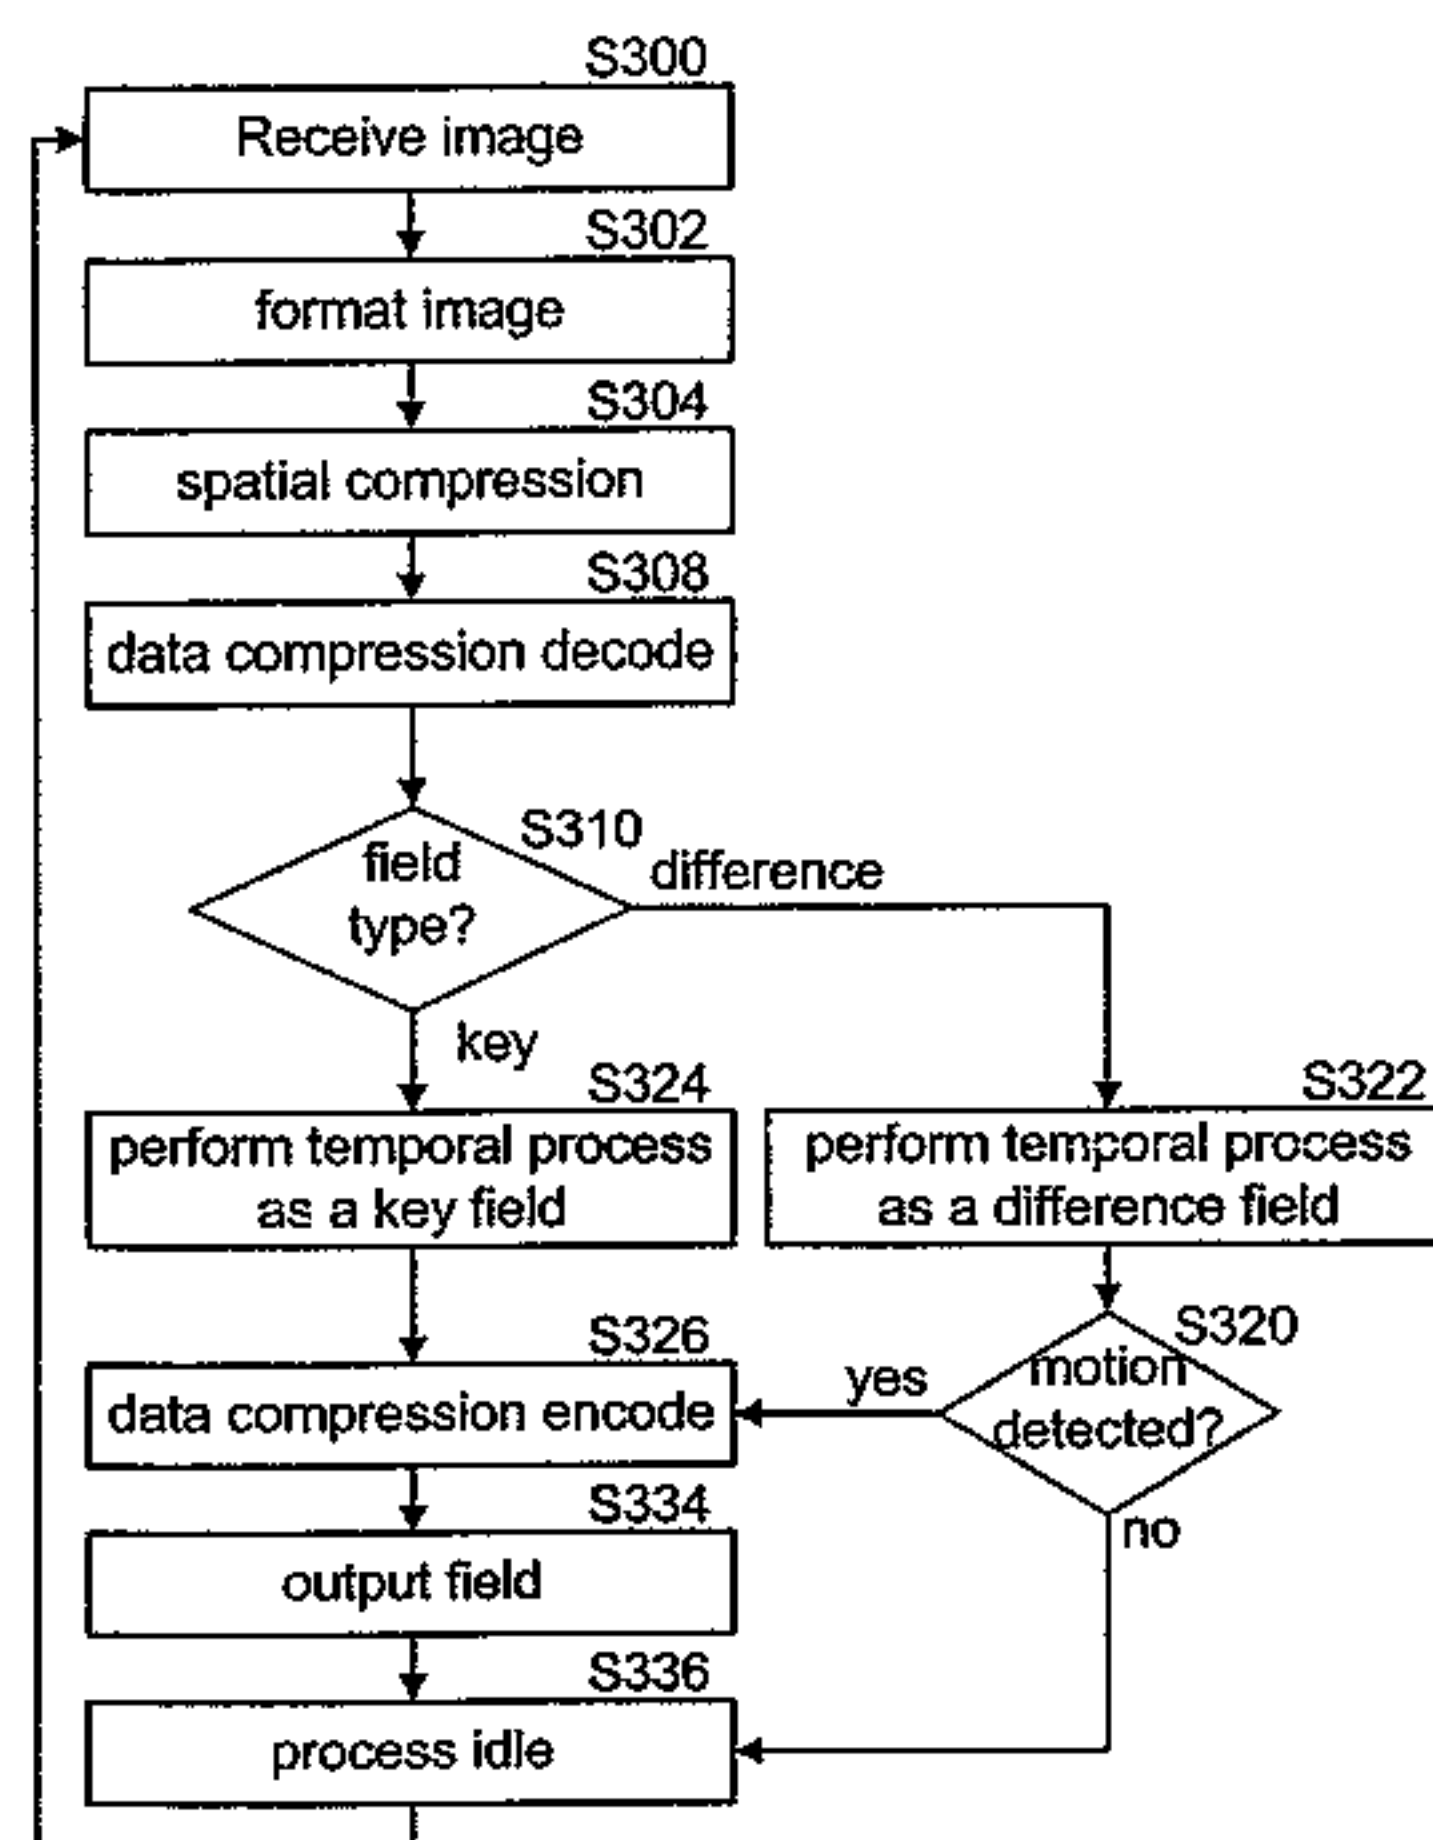 S300
Receive image
S302
format image
S304
spatial compression
S308
data compression decode
S310
field
type?
difference
key
S324
perform temporal process
as a key field
S322
perform temporal process
as a difference field
S320
motion
detected?
yes
no
S326
data compression encode
S334
output field
S336
process idle